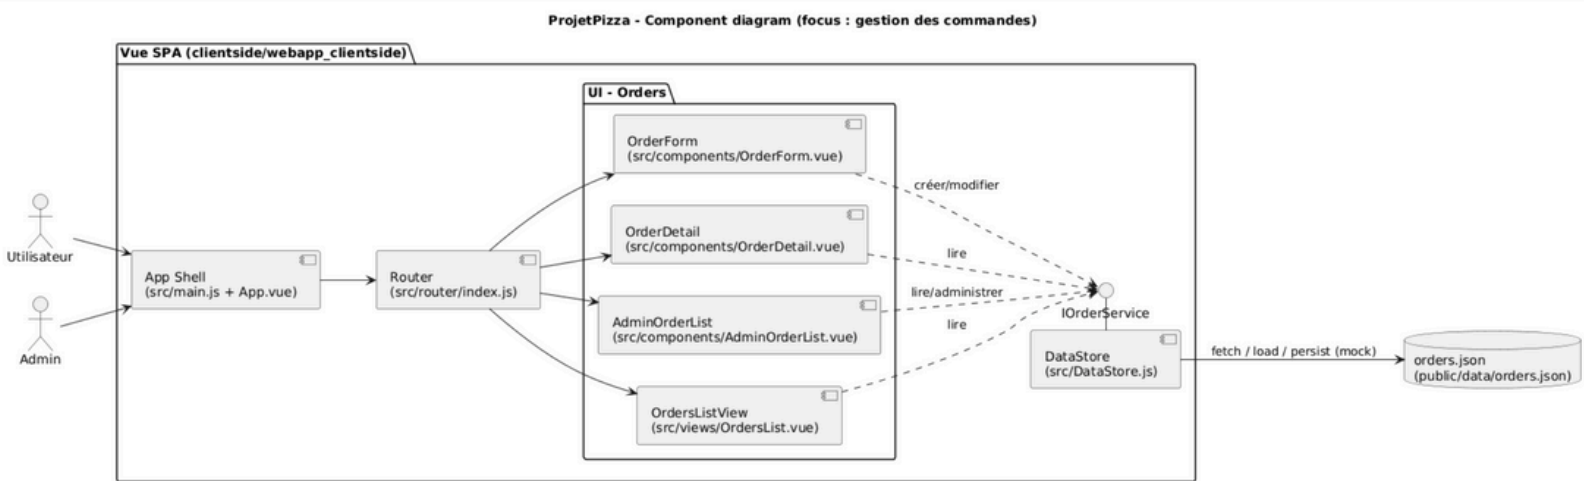 ProjetPizza - Component diagram (focus : gestion des commandes)
Vue SPA (clientside/webapp_clientside)
UI - Orders
OrderForm
(src/components/OrderForm.vue)
créer/modifier
OrderDetail
(src/components/OrderDetail.vue)
lire
Utilisateur
App Shell
(src/main.js + App.vue)
Router
(src/router/index.js)
lire/administrer
IOrderService
AdminOrderList
(src/components/AdminOrderList.vue)
lire
Admin
DataStore
(src/DataStore.js)
fetch / load / persist (mock)
orders.json
(public/data/orders.json)
OrdersListView
(src/views/OrdersList.vue)